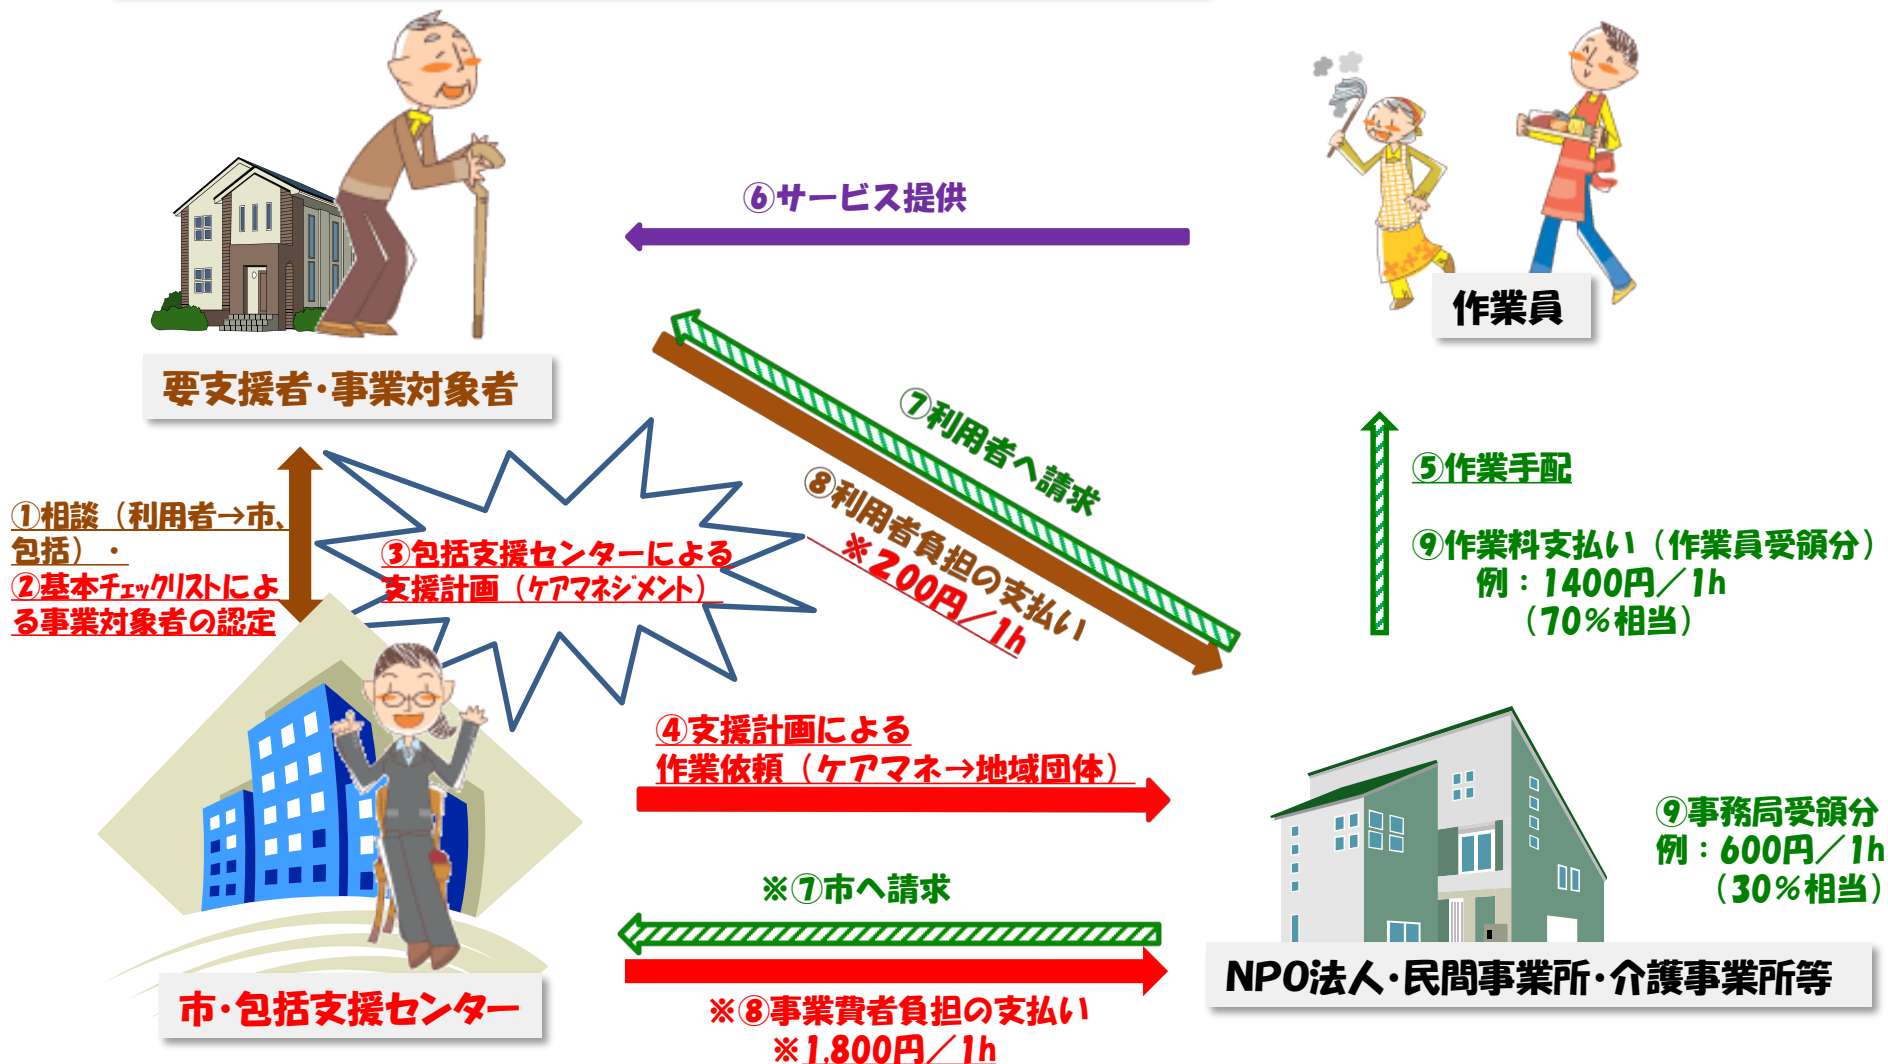 ⑥サービス提供
作業員
要支援者・事業対象者
⑦利用者へ請求
⑧利用者負担の支払い
※200円／1h
①相談（利用者→市、
包括）・
②基本チェックリストによ
る事業対象者の認定
③包括支援センターによる
支援計画（ケアマネジメント）
⑤作業手配
⑨作業料支払い（作業員受領分）
例：1400円／1h
（70％相当）
④支援計画による
作業依頼（ケアマネ→地域団体）
⑨事務局受領分
例：600円／1h
（30％相当）
※⑦市へ請求
NPO法人・民間事業所・介護事業所等
市・包括支援センター
※⑧事業費者負担の支払い
※1,800円／1h